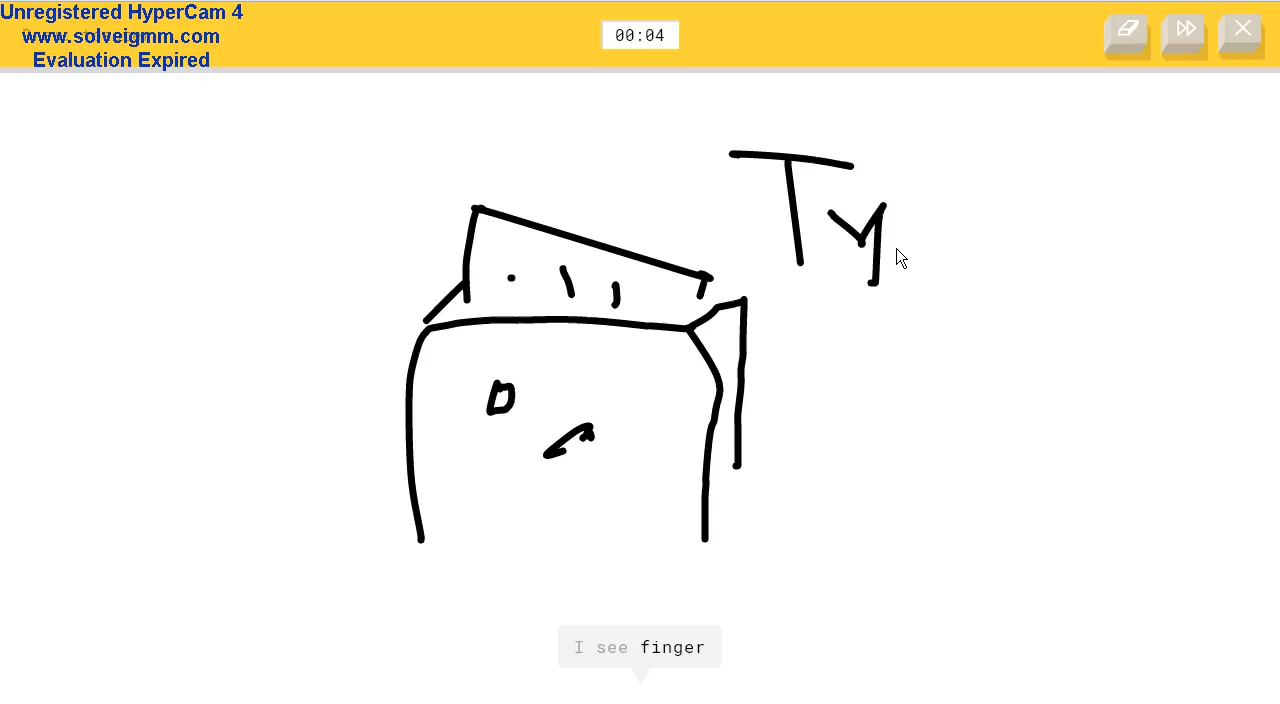 Unregistered HyperCam 4
www.solveigmm.com
Evaluation Expired
00:04
Ty
I see finger